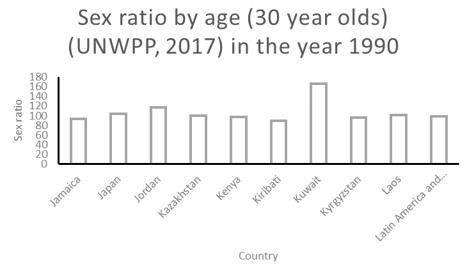 Sex ratio by age (30 year olds)
(UNWPP, 2017) in the year 1990
Sex ratio
180
160
140
120
100
80
60
40
20
0
Jamaica
Japan
Jordan
Kazakhstan
Kenya
Kiribati
Kuwait
Kyrgyzstan
Laos
Latin America and...
Country